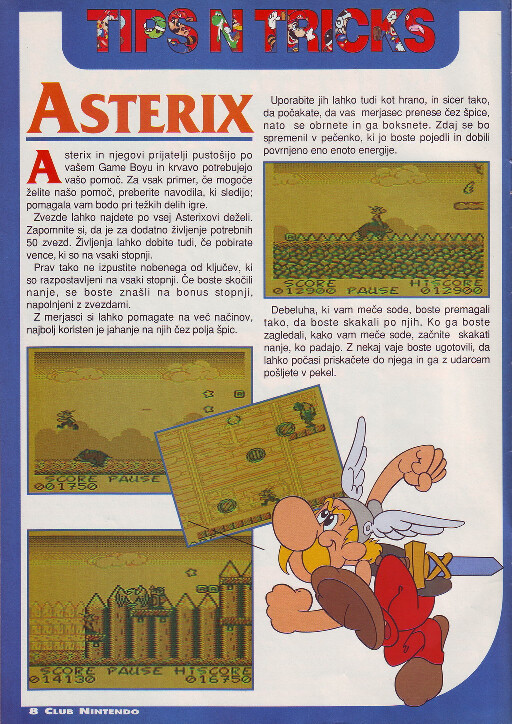 TIPS N TRICKS
ASTERIX
Asterix in njegovi prijatelji pustošijo po
vašem Game Boyu in krvavo potrebujejo
vašo pomoč. Za vsak primer, če mogoče
želite našo pomoč, preberite navodila, ki sledijo;
pomagala vam bodo pri težkih delih igre.
Zvezde lahko najdete po vsej Asterixovi deželi.
Zapomnite si, da je za dodatno življenje potrebnih
50 zvezd. Življenja lahko dobite tudi, če pobirate
vence, ki so na vsaki stopnji.
Prav tako ne izpustite nobenega od ključev, ki
so razpostavljeni na vsaki stopnji. Če boste skočili
nanje, se boste znašli na bonus stopnji,
napolnjeni z zvezdami.
Z merjasci si lahko pomagate na več načinov,
najbolj koristen je jahanje na njih čez polja špic.
Uporabite jih lahko tudi kot hrano, in sicer tako,
da počakate, da vas merjasec prenese čez špice,
nato se obrnete in ga boksnete. Zdaj se bo
spremenil v pečenko, ki jo boste pojedli in dobili
povrnjeno eno enoto energije.
SCORE PAUSE HISCORE
012900 012900
Debeluha, ki vam meče sode, boste premagali
tako, da boste skakali po njih. Ko ga boste
zagledali, kako vam meče sode, začnite skakati
nanje, ko padajo. Z nekaj vaje boste ugotovili, da
lahko počasi priskačete do njega in ga z udarcem
pošljete v pekel.
SCORE PAUSE
001750
SCORE PAUSE HISCORE
014130 016750
8 CLUB NINTENDO